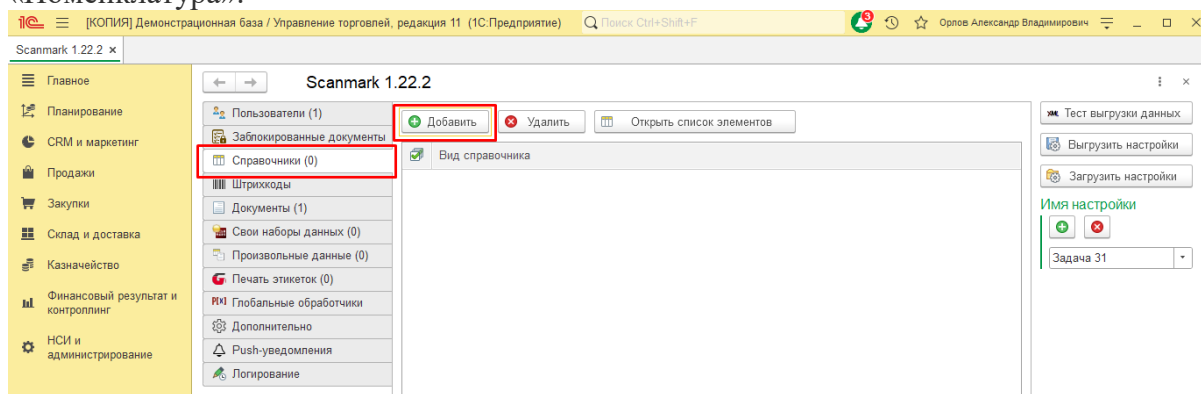 «Номенклатура».
1С [КОПИЯ] Демонстрационная база / Управление торговлей, редакция 11 (1С:Предприятие) Поиск Ctrl+Shift+F 3 Орлов Александр Владимирович
Scanmark 1.22.2 ×
Главное
Планирование
CRM и маркетинг
Продажи
Закупки
Склад и доставка
Казначейство
Финансовый результат и
контроллинг
НСИ и
администрирование
Scanmark 1.22.2
Пользователи (1)
Заблокированные документы
Справочники (0)
Штрихкоды
Документы (1)
Свои наборы данных (0)
Произвольные данные (0)
Печать этикеток (0)
P[X] Глобальные обработчики
Дополнительно
Push-уведомления
Логирование
Добавить Удалить Открыть список элементов
Вид справочника
XML Тест выгрузки данных
Выгрузить настройки
Загрузить настройки
Имя настройки
Задача 31